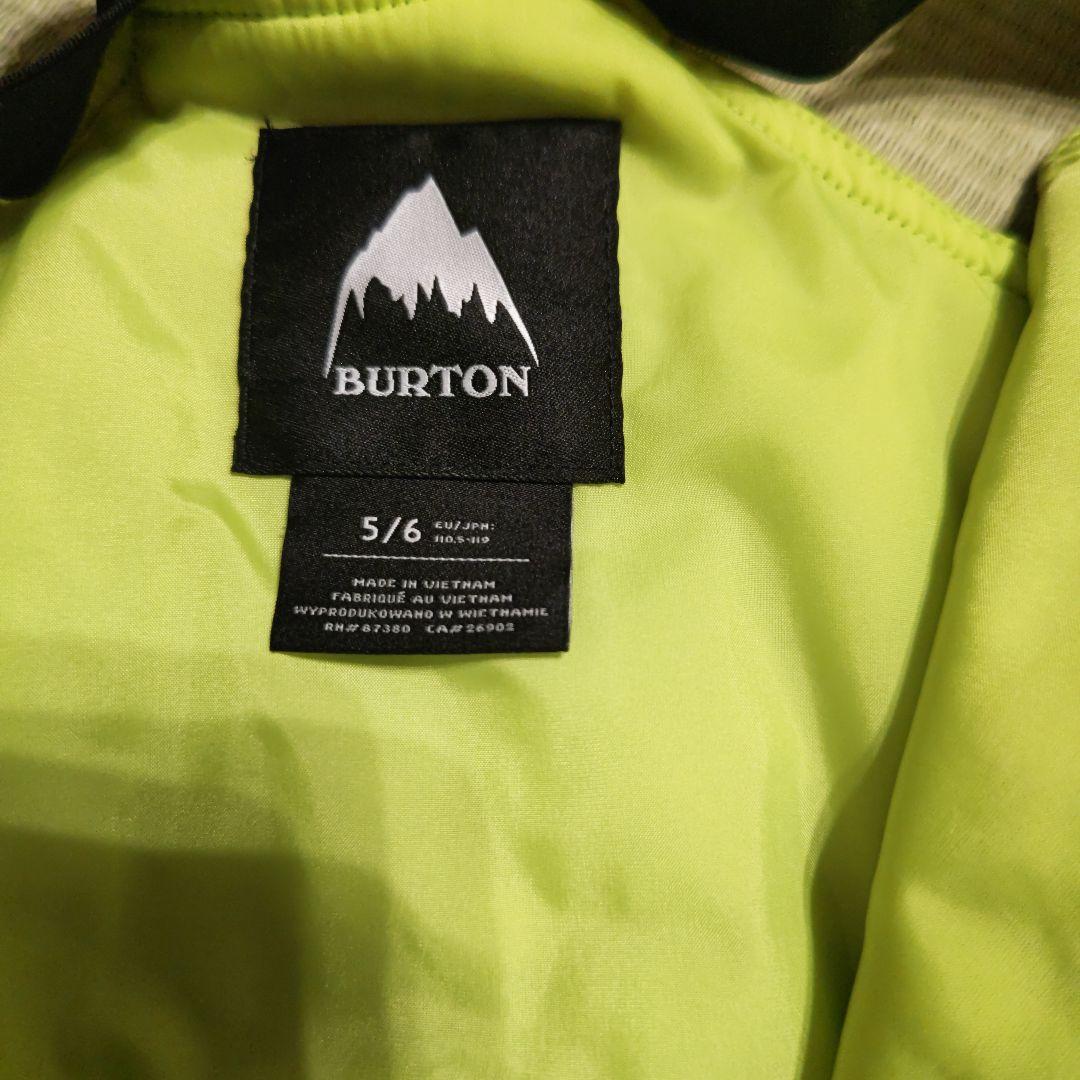 BURTON
5/6 EU/JPN:
110.5-119
MADE IN VIETNAM
FABRIQUÉ AU VIETNAM
WYPRODUKOWANO W WIETNAMIE
RN# 87380 CA# 26902